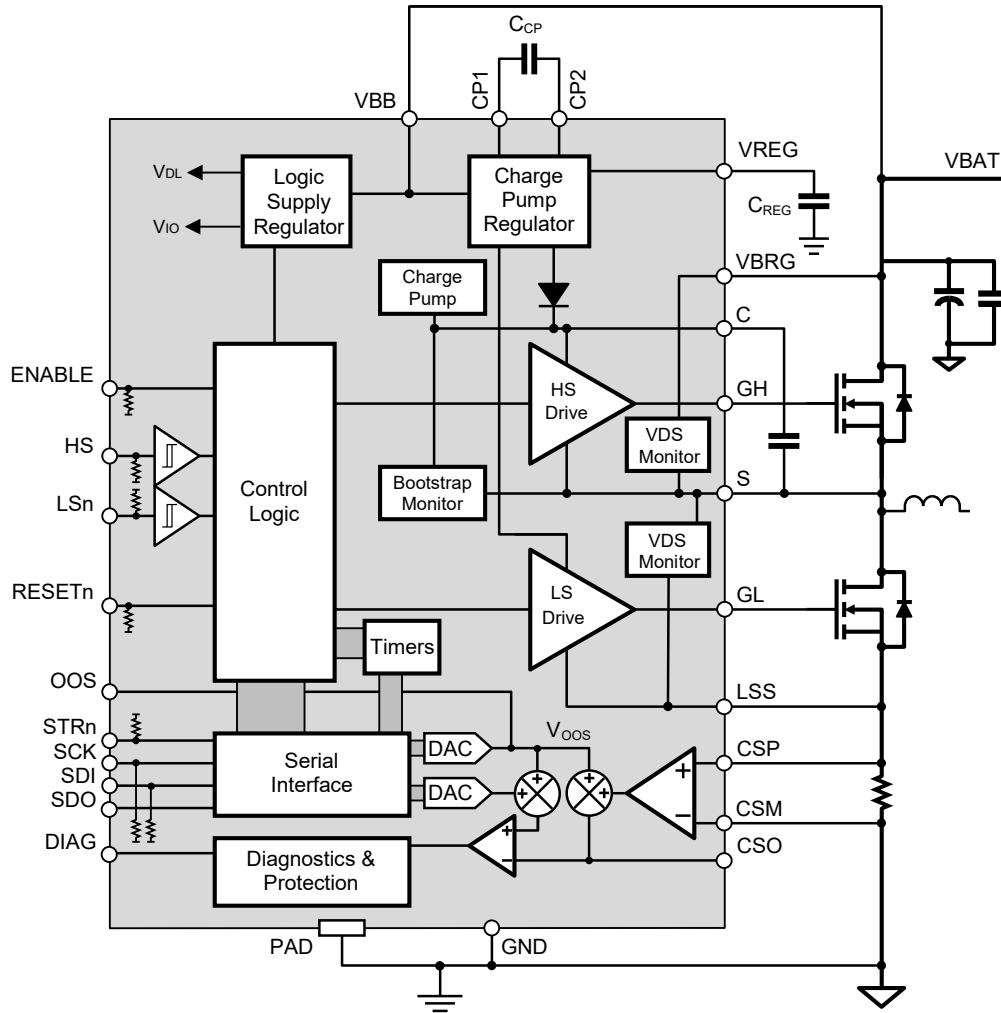 CCP
CP1
CP2
VBB
VREG
VBAT
VDL
Logic
Supply
Regulator
Charge
Pump
Regulator
VIO
CREG
VBRG
Charge
Pump
C
ENABLE
HS
Drive
GH
HS
VDS
Monitor
Control
Logic
Bootstrap
Monitor
S
LSn
VDS
Monitor
RESETn
LS
Drive
GL
Timers
OOS
LSS
STRn
VOOS
SCK
Serial
Interface
DAC
+
+
+
+
+
−
CSP
SDI
DAC
SDO
CSM
DIAG
Diagnostics &
Protection
+
−
CSO
PAD
GND